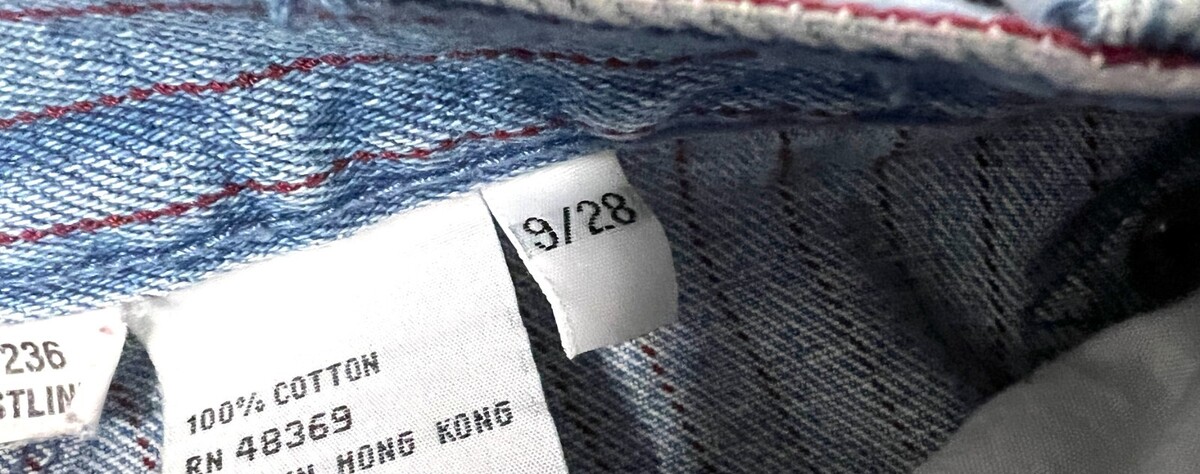 9/28
236
100% COTTON
RN 48369
HONG KONG